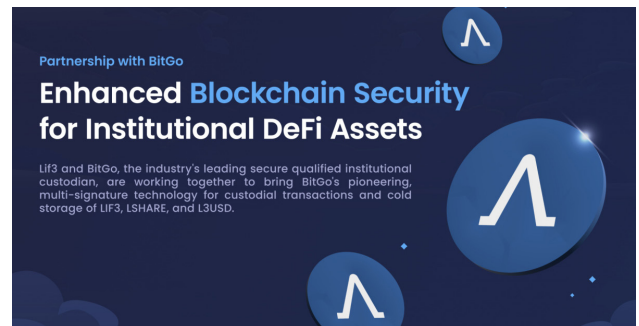 Partnership with BitGo
Enhanced Blockchain Security
for Institutional DeFi Assets
Lif3 and BitGo, the industry's leading secure qualified institutional
custodian, are working together to bring BitGo's pioneering,
multi-signature technology for custodial transactions and cold
storage of LIF3, LSHARE, and L3USD.